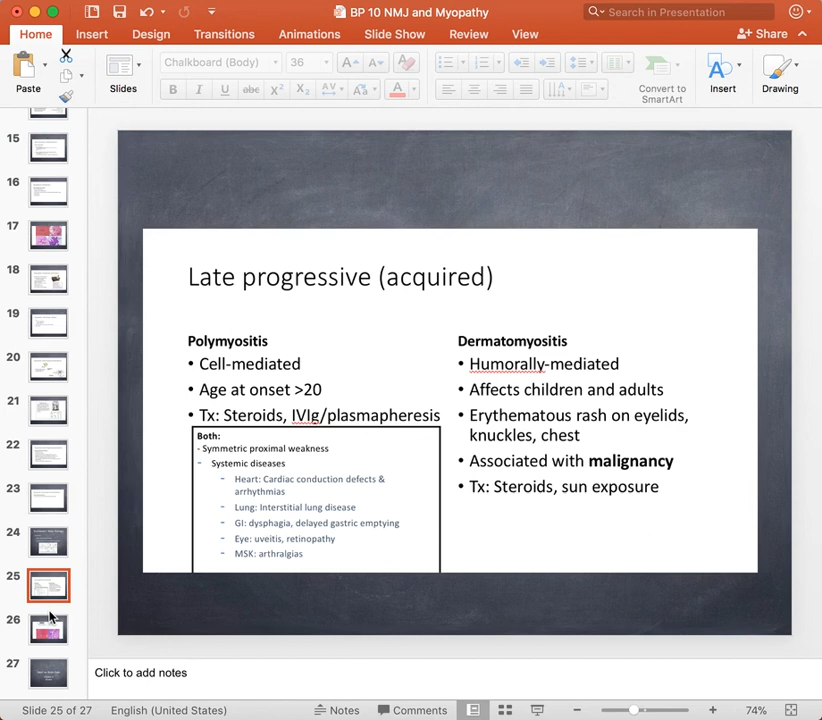 BP 10 NMJ and Myopathy
Search in Presentation
Home Insert Design Transitions Animations Slide Show Review View Share
Paste Slides Chalkboard (Body) 36 Convert to SmartArt Insert Drawing
B I U abc X² X₂ AV Aa A
15
16
17
18
19
20
21
22
23
24
25
26
27
Late progressive (acquired)
Polymyositis
• Cell-mediated
• Age at onset >20
• Tx: Steroids, IVIg/plasmapheresis
Both:
- Symmetric proximal weakness
- Systemic diseases
- Heart: Cardiac conduction defects &
arrhythmias
- Lung: Interstitial lung disease
- GI: dysphagia, delayed gastric emptying
- Eye: uveitis, retinopathy
- MSK: arthralgias
Dermatomyositis
• Humorally-mediated
• Affects children and adults
• Erythematous rash on eyelids,
knuckles, chest
• Associated with malignancy
• Tx: Steroids, sun exposure
Click to add notes
Slide 25 of 27 English (United States) Notes Comments 74%